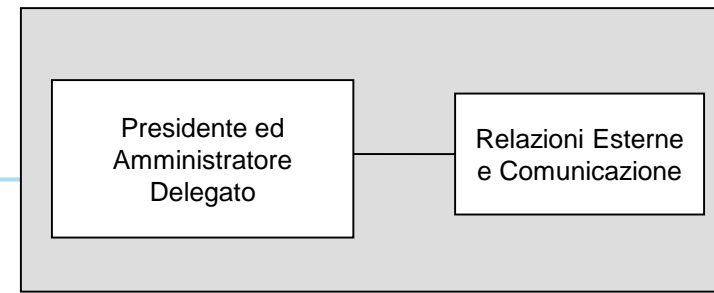 Presidente ed
Amministratore
Delegato
Relazioni Esterne
e Comunicazione